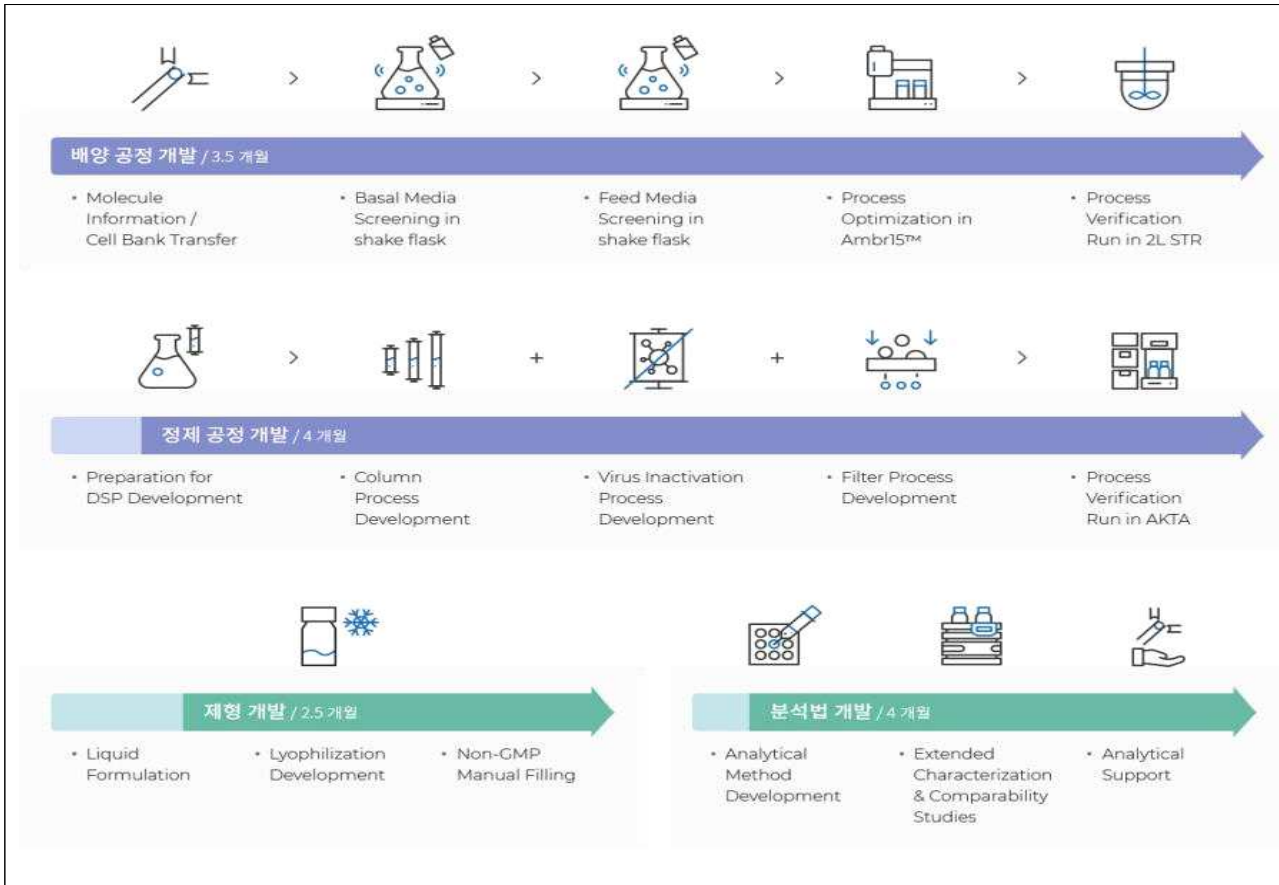 배양 공정 개발 / 3.5 개월
• Molecule
Information /
Cell Bank Transfer
• Basal Media
Screening in
shake flask
• Feed Media
Screening in
shake flask
• Process
Optimization in
Ambr15™
• Process
Verification
Run in 2L STR
정제 공정 개발 / 4 개월
• Preparation for
DSP Development
• Column
Process
Development
• Virus Inactivation
Process
Development
• Filter Process
Development
• Process
Verification
Run in AKTA
제형 개발 / 2.5 개월
• Liquid
Formulation
• Lyophilization
Development
• Non-GMP
Manual Filling
분석법 개발 / 4 개월
• Analytical
Method
Development
• Extended
Characterization
& Comparability
Studies
• Analytical
Support